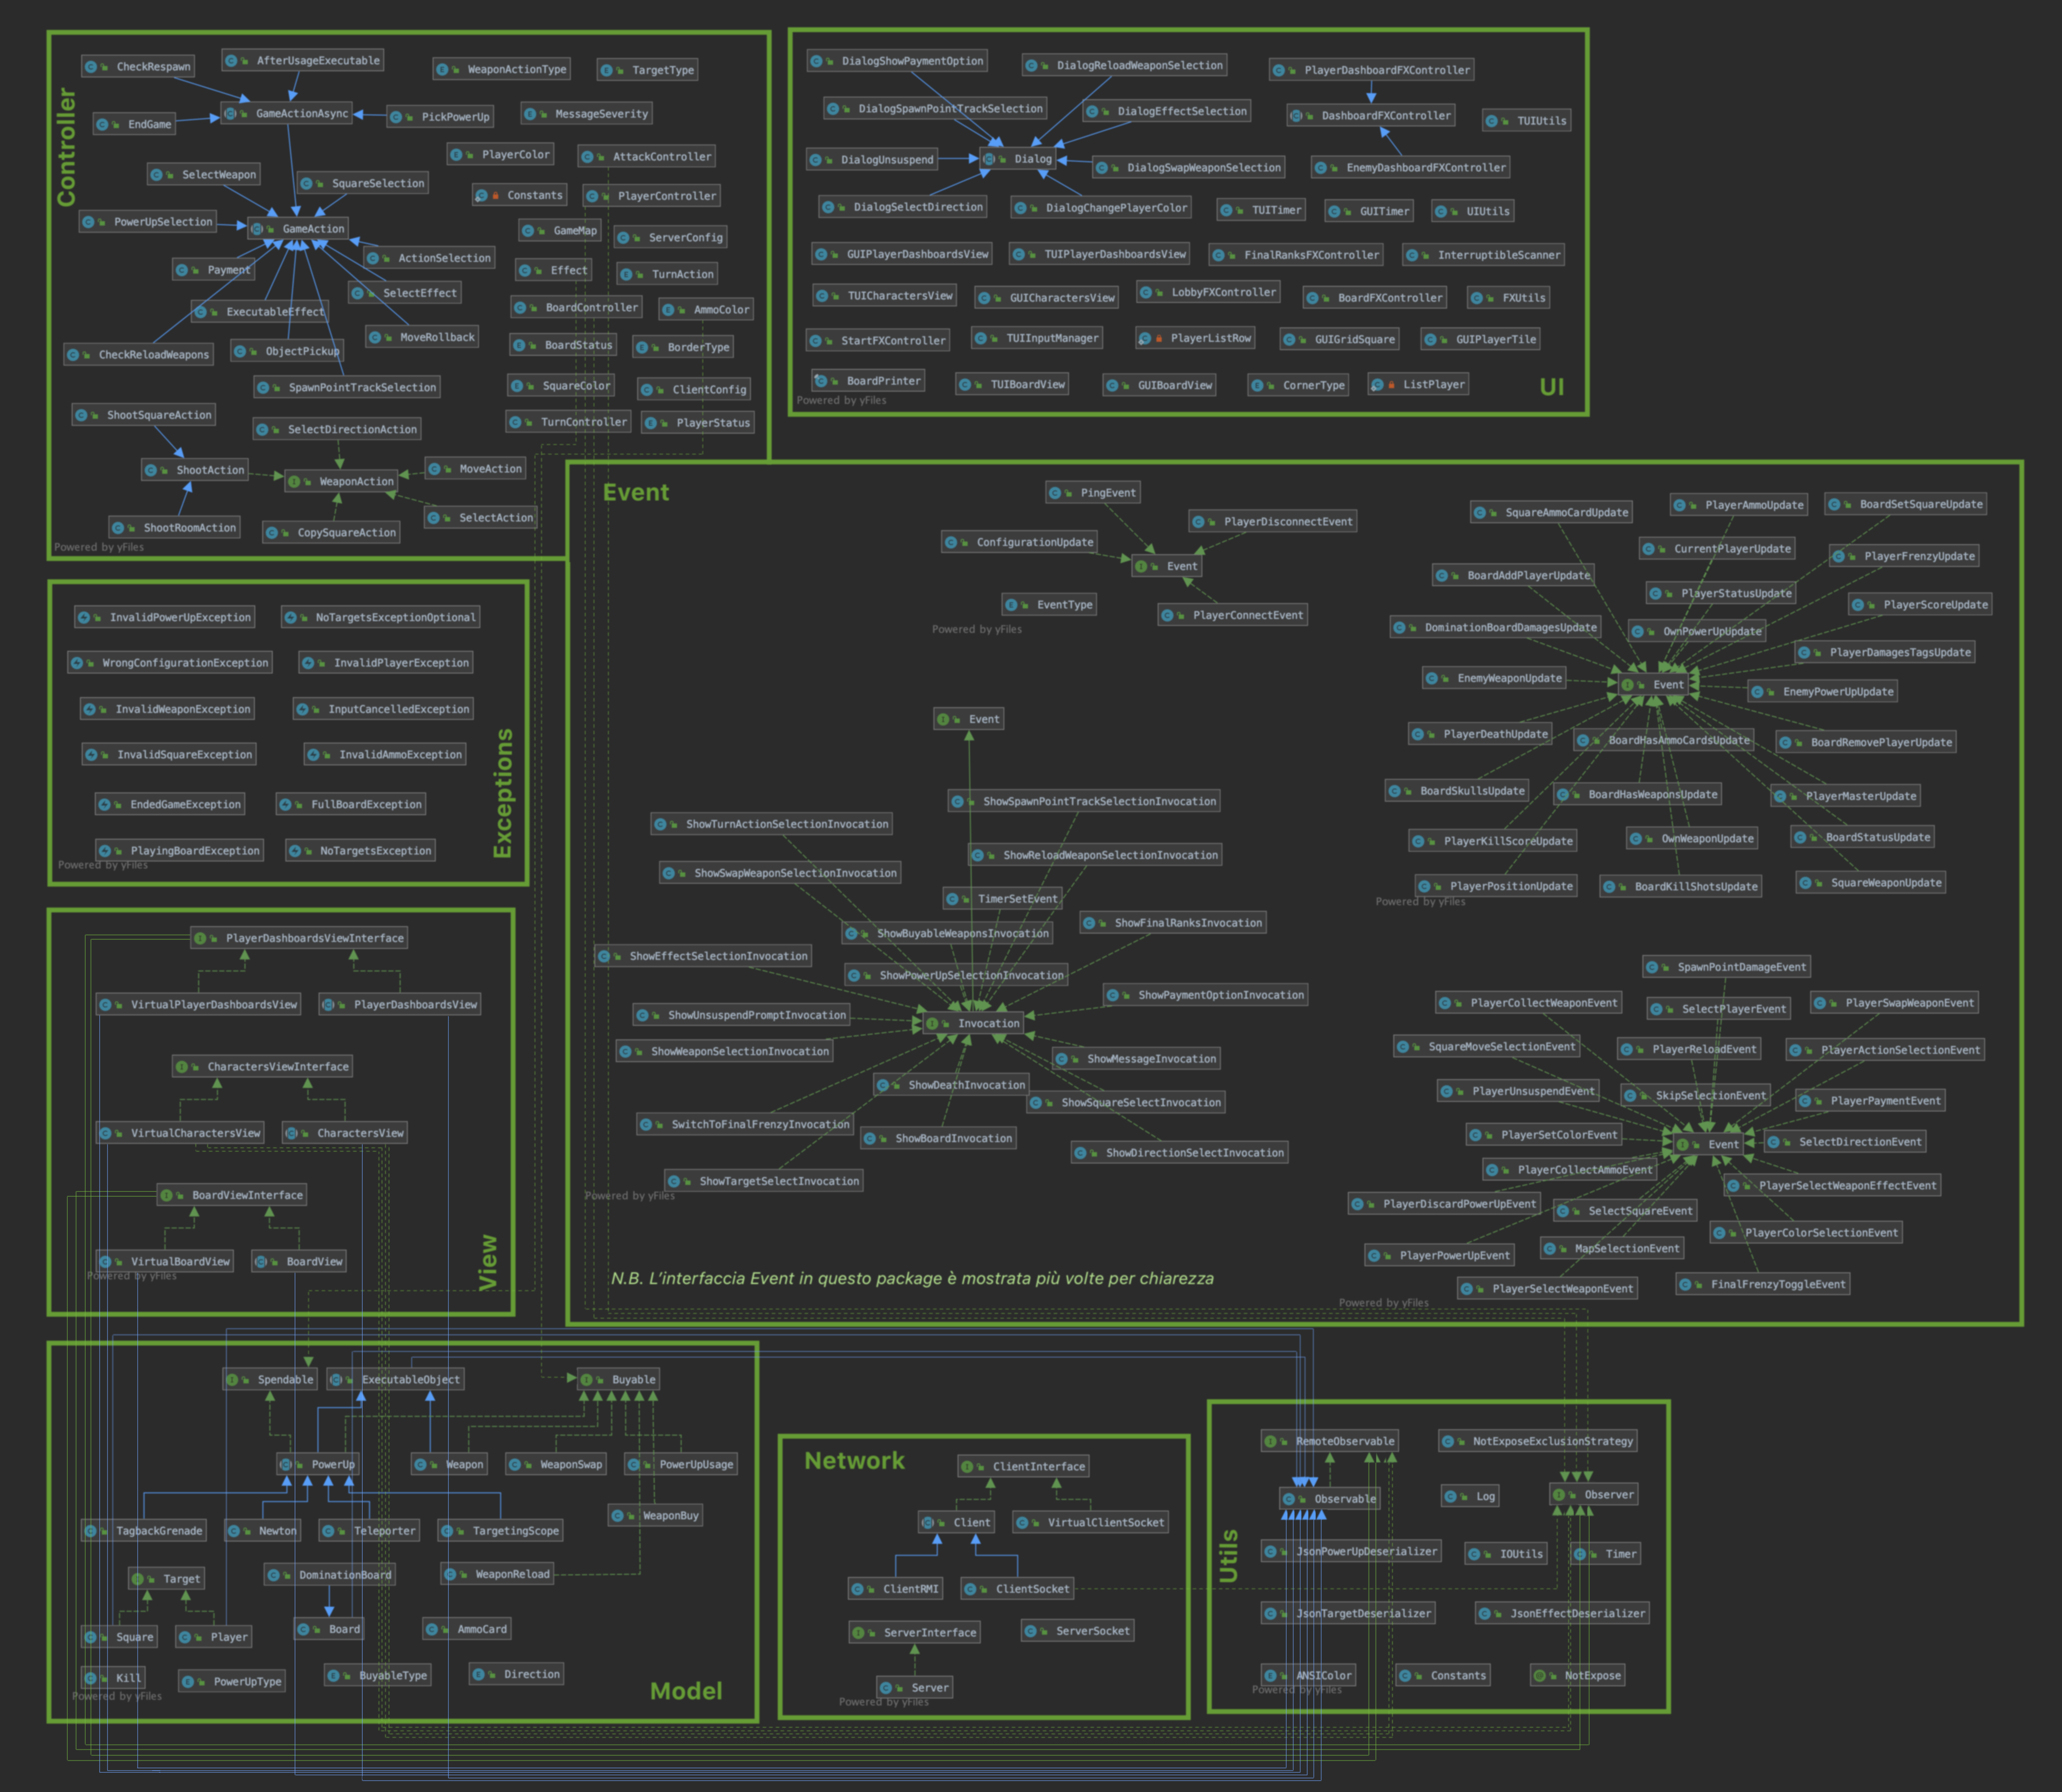 Controller
CheckRespawn
AfterUsageExecutable
WeaponActionType
TargetType
EndGame
GameActionAsync
PickPowerUp
MessageSeverity
PlayerColor
AttackController
SelectWeapon
SquareSelection
Constants
PlayerController
PowerUpSelection
GameAction
GameMap
ServerConfig
Payment
ActionSelection
Effect
TurnAction
SelectEffect
ExecutableEffect
BoardController
AmmoColor
MoveRollback
CheckReloadWeapons
ObjectPickup
BoardStatus
BorderType
SpawnPointTrackSelection
SquareColor
ClientConfig
ShootSquareAction
SelectDirectionAction
TurnController
PlayerStatus
ShootAction
WeaponAction
MoveAction
ShootRoomAction
CopySquareAction
SelectAction
Powered by yFiles
DialogShowPaymentOption
DialogReloadWeaponSelection
PlayerDashboardFXController
DialogSpawnPointTrackSelection
DialogEffectSelection
DashboardFXController
TUIUtils
DialogUnsuspend
Dialog
DialogSwapWeaponSelection
EnemyDashboardFXController
DialogSelectDirection
DialogChangePlayerColor
TUITimer
GUITimer
UIUtils
GUIPlayerDashboardsView
TUIPlayerDashboardsView
FinalRanksFXController
InterruptibleScanner
TUICharactersView
GUICharactersView
LobbyFXController
BoardFXController
FXUtils
StartFXController
TUIInputManager
PlayerListRow
GUIGridSquare
GUIPlayerTile
BoardPrinter
TUIBoardView
GUIBoardView
CornerType
ListPlayer
UI
Powered by yFiles
Event
PingEvent
PlayerDisconnectEvent
ConfigurationUpdate
Event
EventType
PlayerConnectEvent
Powered by yFiles
SquareAmmoCardUpdate
PlayerAmmoUpdate
BoardSetSquareUpdate
CurrentPlayerUpdate
PlayerFrenzyUpdate
BoardAddPlayerUpdate
PlayerStatusUpdate
PlayerScoreUpdate
DominationBoardDamagesUpdate
OwnPowerUpUpdate
PlayerDamagesTagsUpdate
EnemyWeaponUpdate
Event
EnemyPowerUpUpdate
PlayerDeathUpdate
BoardHasAmmoCardsUpdate
BoardRemovePlayerUpdate
BoardSkullsUpdate
BoardHasWeaponsUpdate
PlayerMasterUpdate
PlayerKillScoreUpdate
OwnWeaponUpdate
BoardStatusUpdate
PlayerPositionUpdate
BoardKillShotsUpdate
SquareWeaponUpdate
Powered by yFiles
Event
ShowTurnActionSelectionInvocation
ShowSpawnPointTrackSelectionInvocation
ShowSwapWeaponSelectionInvocation
ShowReloadWeaponSelectionInvocation
TimerSetEvent
ShowBuyableWeaponsInvocation
ShowFinalRanksInvocation
ShowEffectSelectionInvocation
ShowPowerUpSelectionInvocation
ShowPaymentOptionInvocation
ShowUnsuspendPromptInvocation
Invocation
ShowWeaponSelectionInvocation
ShowMessageInvocation
ShowDeathInvocation
ShowSquareSelectInvocation
SwitchToFinalFrenzyInvocation
ShowBoardInvocation
ShowDirectionSelectInvocation
ShowTargetSelectInvocation
Powered by yFiles
SpawnPointDamageEvent
PlayerCollectWeaponEvent
SelectPlayerEvent
PlayerSwapWeaponEvent
SquareMoveSelectionEvent
PlayerReloadEvent
PlayerActionSelectionEvent
PlayerUnsuspendEvent
SkipSelectionEvent
PlayerPaymentEvent
PlayerSetColorEvent
Event
SelectDirectionEvent
PlayerCollectAmmoEvent
PlayerSelectWeaponEffectEvent
PlayerDiscardPowerUpEvent
SelectSquareEvent
PlayerColorSelectionEvent
PlayerPowerUpEvent
MapSelectionEvent
PlayerSelectWeaponEvent
FinalFrenzyToggleEvent
Powered by yFiles
N.B. L'interfaccia Event in questo package è mostrata più volte per chiarezza
InvalidPowerUpException
NoTargetsExceptionOptional
WrongConfigurationException
InvalidPlayerException
InvalidWeaponException
InputCancelledException
InvalidSquareException
InvalidAmmoException
EndedGameException
FullBoardException
PlayingBoardException
NoTargetsException
Exceptions
Powered by yFiles
PlayerDashboardsViewInterface
VirtualPlayerDashboardsView
PlayerDashboardsView
CharactersViewInterface
VirtualCharactersView
CharactersView
BoardViewInterface
VirtualBoardView
BoardView
View
Powered by yFiles
Spendable
ExecutableObject
Buyable
PowerUp
Weapon
WeaponSwap
PowerUpUsage
WeaponBuy
TagbackGrenade
Newton
Teleporter
TargetingScope
Target
DominationBoard
WeaponReload
Square
Player
Board
AmmoCard
Kill
PowerUpType
BuyableType
Direction
Model
Powered by yFiles
Network
ClientInterface
Client
VirtualClientSocket
ClientRMI
ClientSocket
ServerInterface
ServerSocket
Server
Powered by yFiles
Utils
RemoteObservable
NotExposeExclusionStrategy
Observable
Log
Observer
JsonPowerUpDeserializer
IOUtils
Timer
JsonTargetDeserializer
JsonEffectDeserializer
ANSIColor
Constants
NotExpose
Powered by yFiles